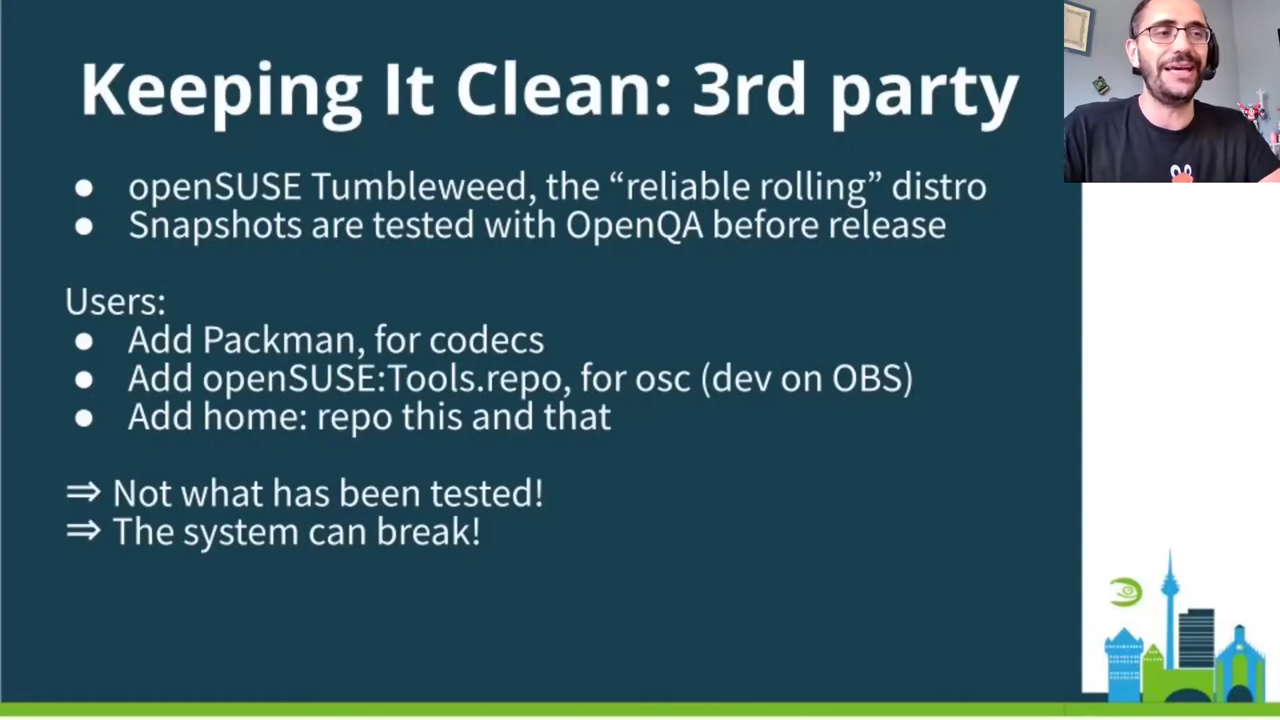 Keeping It Clean: 3rd party
● openSUSE Tumbleweed, the “reliable rolling” distro
● Snapshots are tested with OpenQA before release
Users:
● Add Packman, for codecs
● Add openSUSE:Tools.repo, for osc (dev on OBS)
● Add home: repo this and that
⇒ Not what has been tested!
⇒ The system can break!